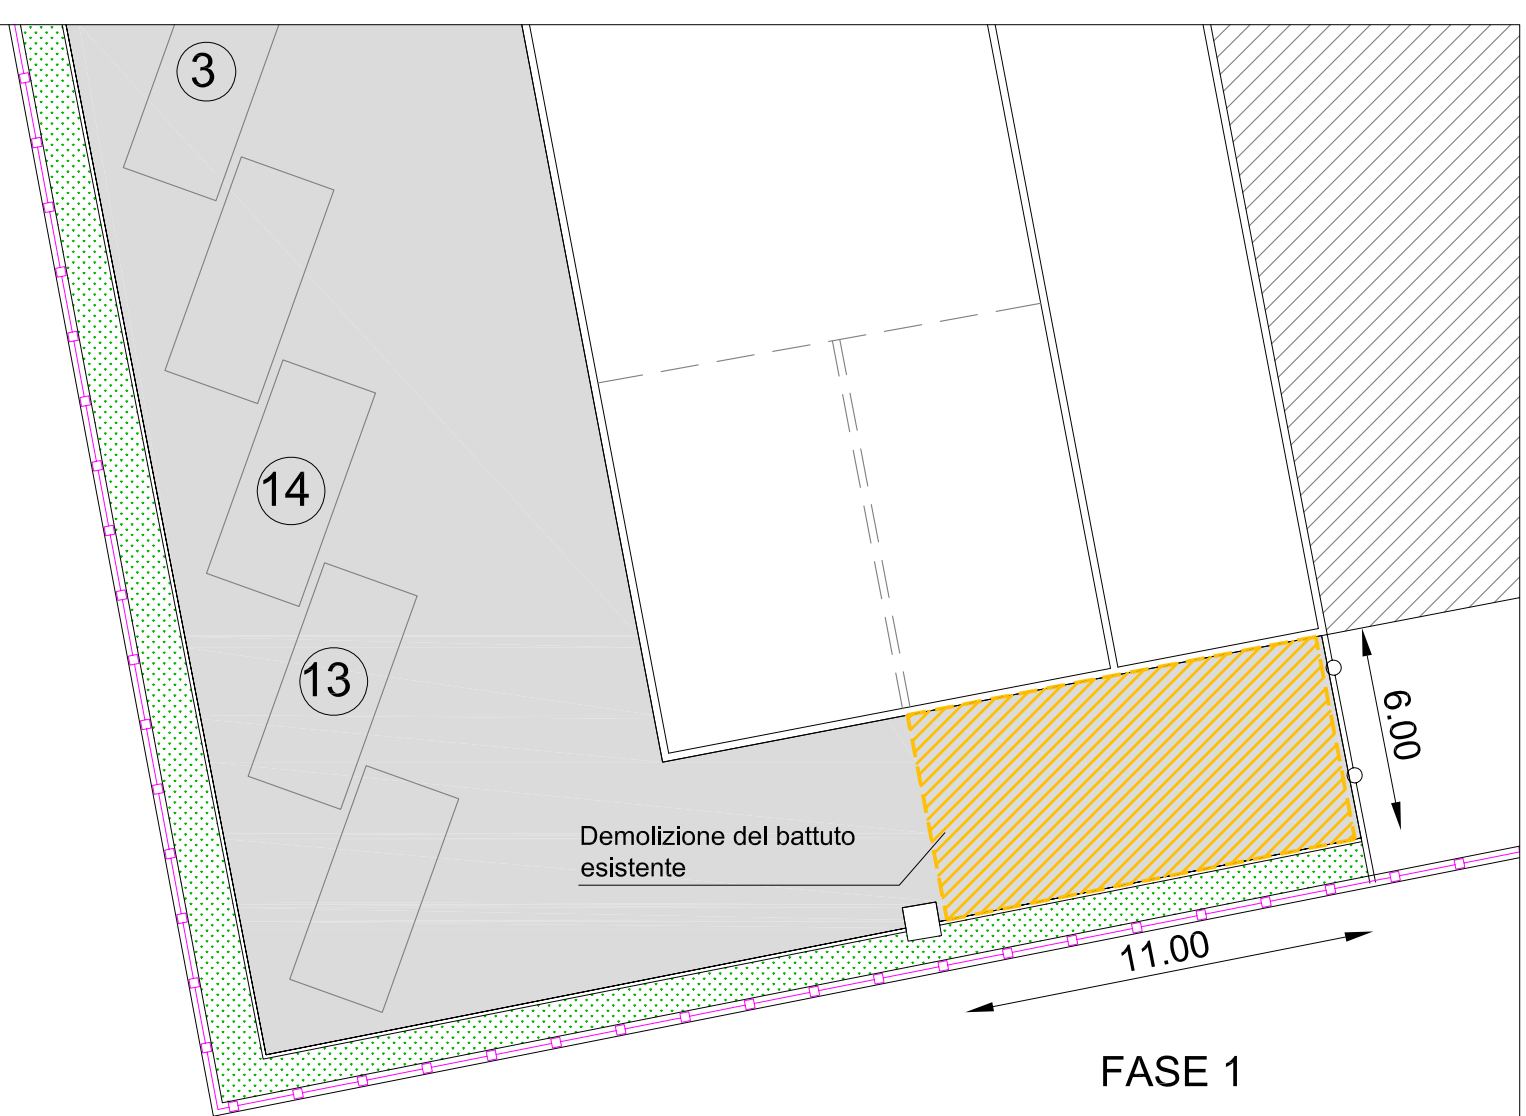 3
14
13
6.00
Demolizione del battuto
esistente
11.00
FASE 1